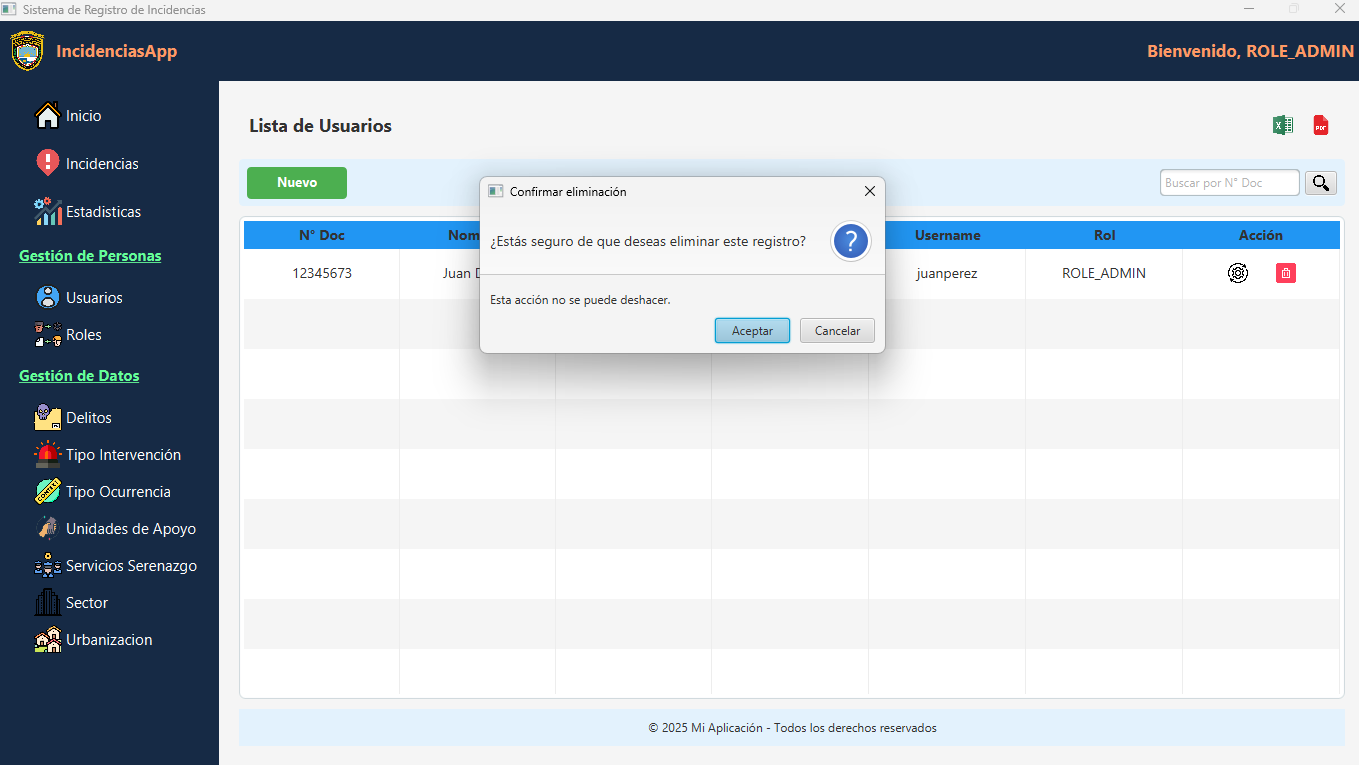 Sistema de Registro de Incidencias
IncidenciasApp
Bienvenido, ROLE_ADMIN
Inicio
Incidencias
Estadisticas
Gestión de Personas
Usuarios
Roles
Gestión de Datos
Delitos
Tipo Intervención
Tipo Ocurrencia
Unidades de Apoyo
Servicios Serenazgo
Sector
Urbanizacion
Lista de Usuarios
Nuevo
Buscar por N° Doc
Confirmar eliminación
¿Estás seguro de que deseas eliminar este registro?
Esta acción no se puede deshacer.
Aceptar Cancelar
N° Doc Nom Username Rol Acción
12345673 Juan juanperez ROLE_ADMIN
© 2025 Mi Aplicación - Todos los derechos reservados